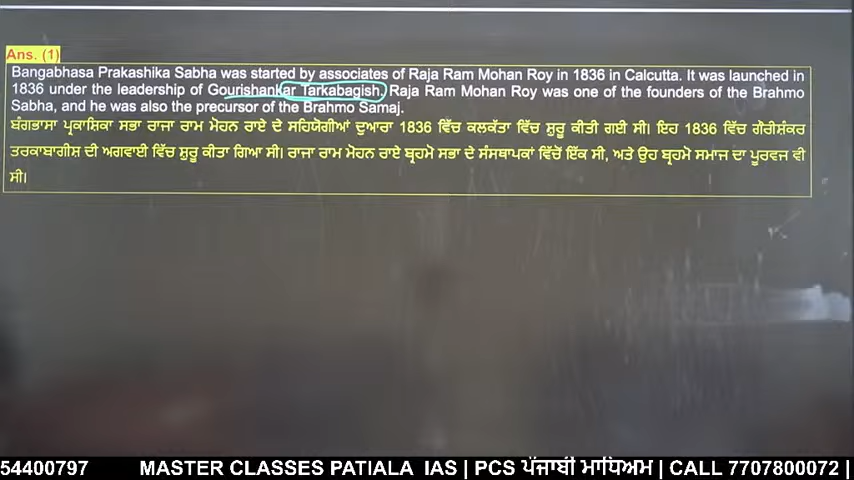 Ans. (1)
Bangabhasa Prakashika Sabha was started by associates of Raja Ram Mohan Roy in 1836 in Calcutta. It was launched in
1836 under the leadership of Gourishankar Tarkabagish, Raja Ram Mohan Roy was one of the founders of the Brahmo
Sabha, and he was also the precursor of the Brahmo Samaj.
ਬੰਗਭਾਸਾ ਪ੍ਰਕਾਸ਼ਿਕਾ ਸਭਾ ਰਾਜਾ ਰਾਮ ਮੋਹਨ ਰਾਏ ਦੇ ਸਹਿਯੋਗੀਆਂ ਦੁਆਰਾ 1836 ਵਿੱਚ ਕਲਕੱਤਾ ਵਿੱਚ ਸ਼ੁਰੂ ਕੀਤੀ ਗਈ ਸੀ। ਇਹ 1836 ਵਿੱਚ ਗੌਰੀਸ਼ੰਕਰ
ਤਰਕਾਬਾਗੀਸ਼ ਦੀ ਅਗਵਾਈ ਵਿੱਚ ਸ਼ੁਰੂ ਕੀਤਾ ਗਿਆ ਸੀ। ਰਾਜਾ ਰਾਮ ਮੋਹਨ ਰਾਏ ਬ੍ਰਹਮੋ ਸਭਾ ਦੇ ਸੰਸਥਾਪਕਾਂ ਵਿੱਚੋਂ ਇੱਕ ਸੀ, ਅਤੇ ਉਹ ਬ੍ਰਹਮੋ ਸਮਾਜ ਦਾ ਪੂਰਵਜ ਵੀ
ਸੀ।
54400797 MASTER CLASSES PATIALA IAS | PCS ਪੰਜਾਬੀ ਮਾਧਿਅਮ | CALL 7707800072 |